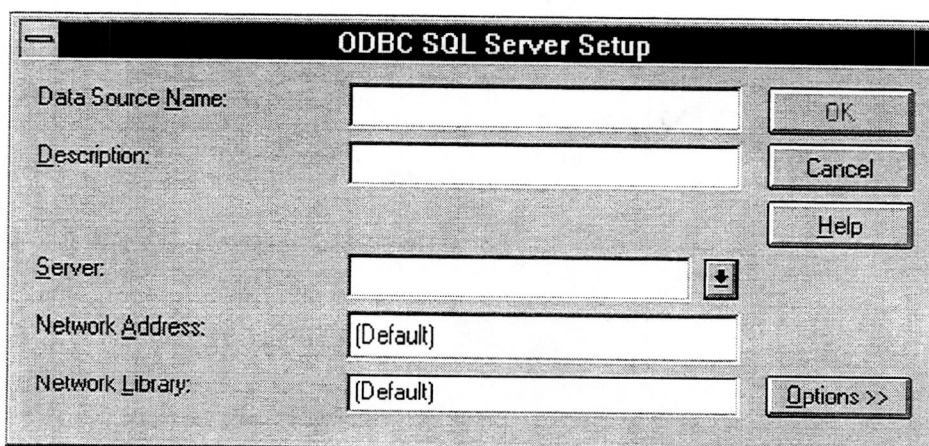 ODBC SQL Server Setup
Data Source Name:
OK
Description:
Cancel
Help
Server:
Network Address:
(Default)
Network Library:
(Default)
Options >>